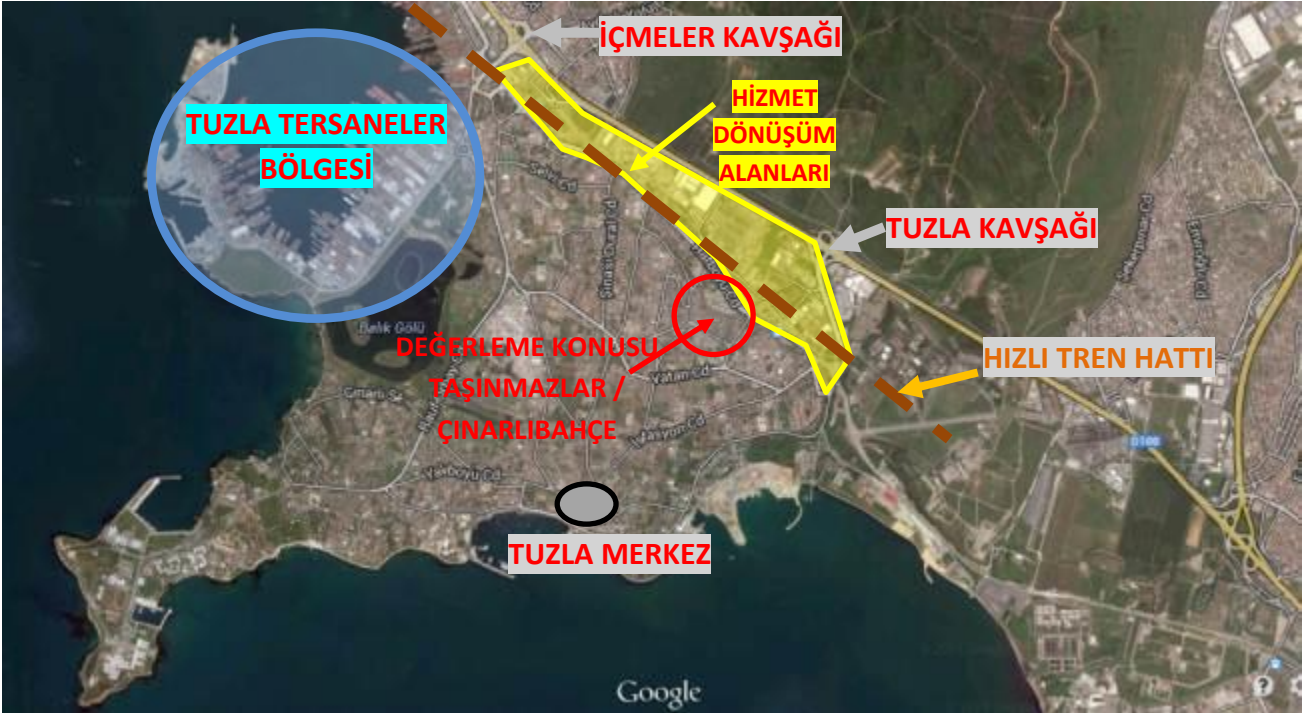 İÇMELER KAVŞAĞI
TUZLA TERSANELER
BÖLGESİ
HİZMET
DÖNÜŞÜM
ALANLARI
TUZLA KAVŞAĞI
Balık Gölü
DEĞERLEME KONUSU
TAŞINMAZLAR /
ÇINARLIBAHÇE
HIZLI TREN HATTI
Vatan Cd
D100
TUZLA MERKEZ
Google